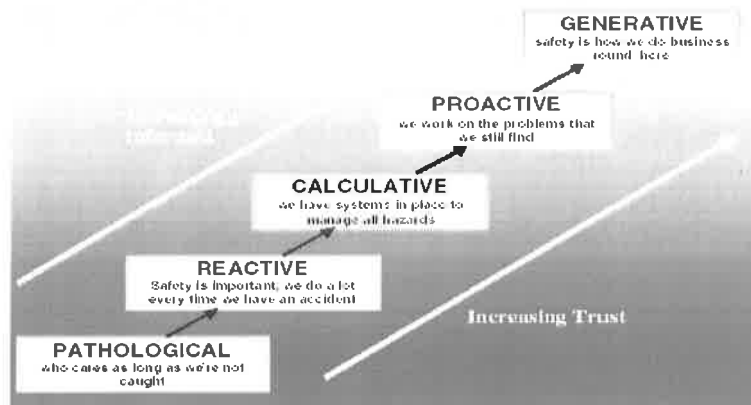 GENERATIVE
safety is how we do business
round here
PROACTIVE
we work on the problems that
we still find
CALCULATIVE
we have systems in place to
manage all hazards
REACTIVE
Safety is important, we do a lot
every time we have an accident
PATHOLOGICAL
who cares as long as we're not
caught
Increasing Trust